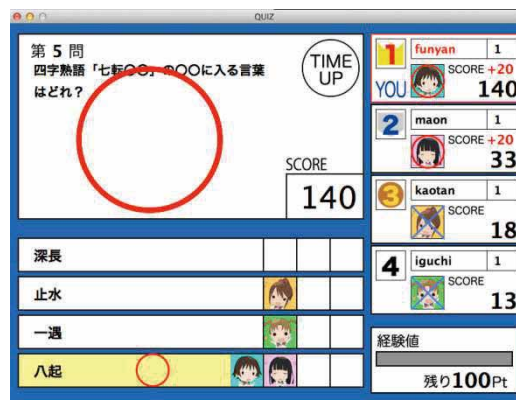 QUIZ
第 5 問
四字熟語「七転〇〇」の〇〇に入る言葉
はどれ？
TIME
UP
SCORE
140
深長
止水
一遇
八起
1
YOU
funyan 1
SCORE +20
140
2
maon 1
SCORE +20
33
3
kaotan 1
SCORE
18
4
iguchi 1
SCORE
13
経験値
残り100Pt